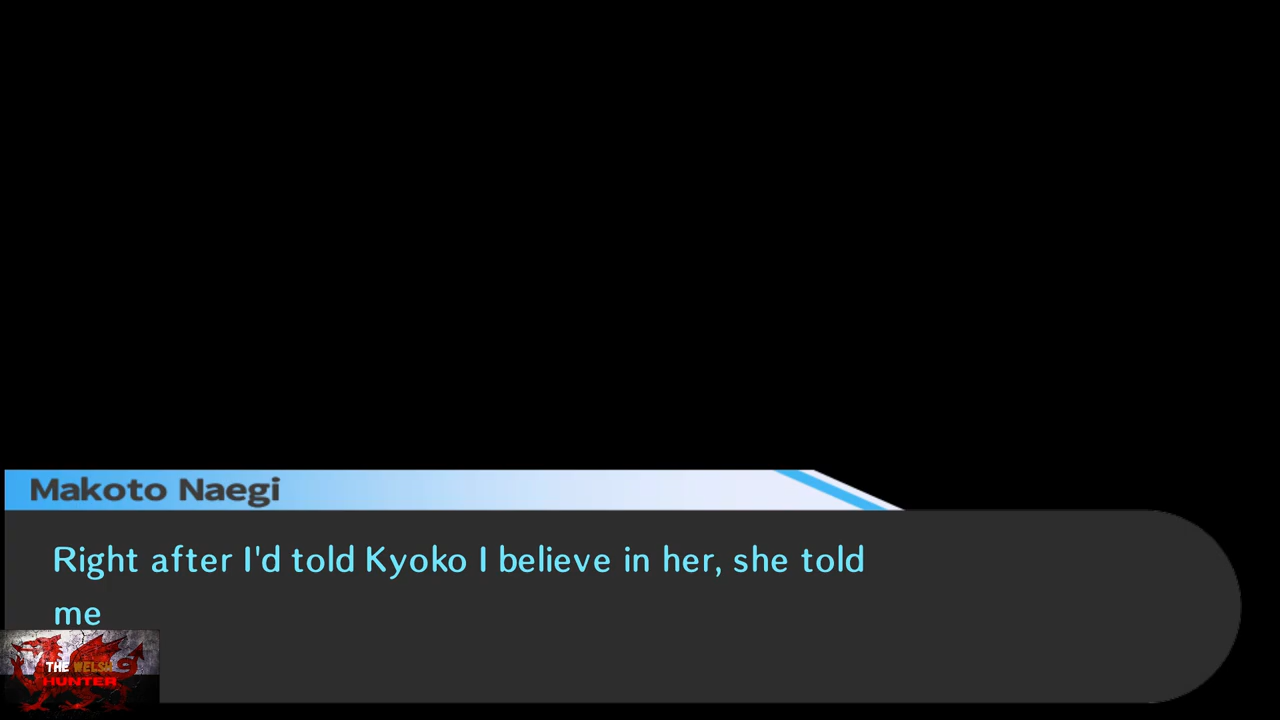 Makoto Naegi
Right after I'd told Kyoko I believe in her, she told
me
THE WELSH
HUNTER